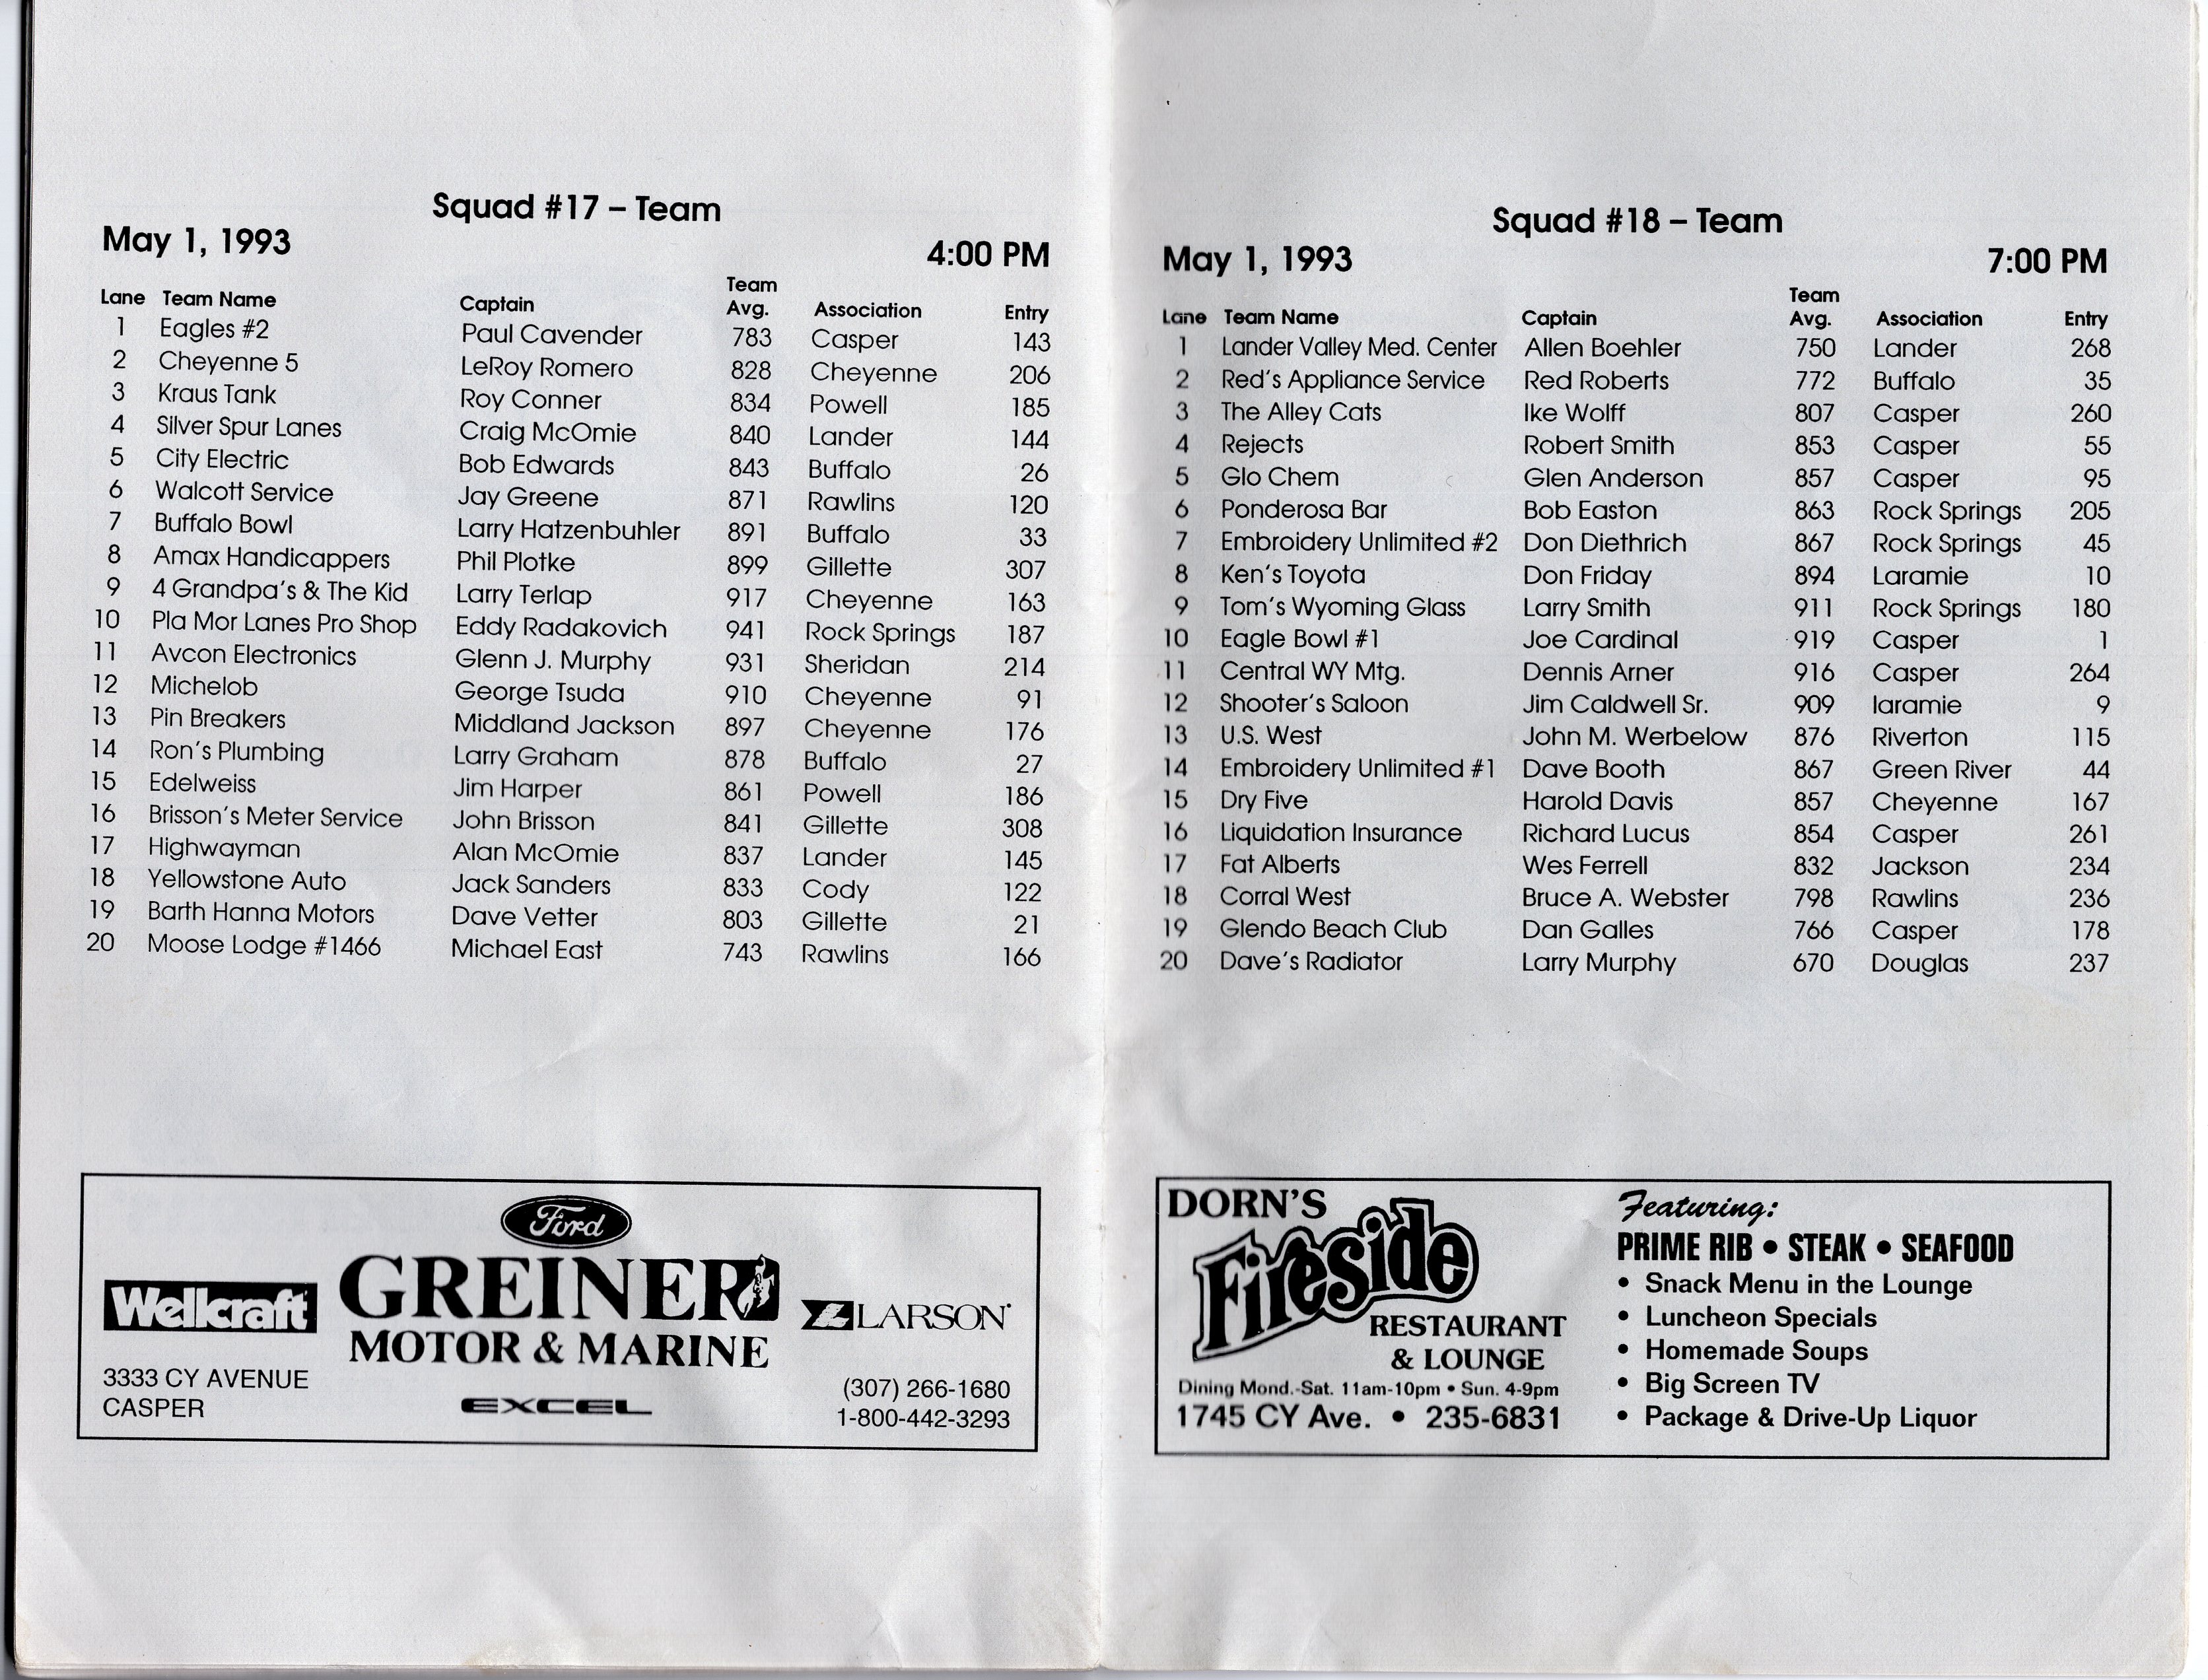 Squad #17 – Team
May 1, 1993 4:00 PM
Lane Team Name Captain Team Avg. Association Entry
1 Eagles #2 Paul Cavender 783 Casper 143
2 Cheyenne 5 LeRoy Romero 828 Cheyenne 206
3 Kraus Tank Roy Conner 834 Powell 185
4 Silver Spur Lanes Craig McOmie 840 Lander 144
5 City Electric Bob Edwards 843 Buffalo 26
6 Walcott Service Jay Greene 871 Rawlins 120
7 Buffalo Bowl Larry Hatzenbuhler 891 Buffalo 33
8 Amax Handicappers Phil Plotke 899 Gillette 307
9 4 Grandpa's & The Kid Larry Terlap 917 Cheyenne 163
10 Pla Mor Lanes Pro Shop Eddy Radakovich 941 Rock Springs 187
11 Avcon Electronics Glenn J. Murphy 931 Sheridan 214
12 Michelob George Tsuda 910 Cheyenne 91
13 Pin Breakers Middland Jackson 897 Cheyenne 176
14 Ron's Plumbing Larry Graham 878 Buffalo 27
15 Edelweiss Jim Harper 861 Powell 186
16 Brisson's Meter Service John Brisson 841 Gillette 308
17 Highwayman Alan McOmie 837 Lander 145
18 Yellowstone Auto Jack Sanders 833 Cody 122
19 Barth Hanna Motors Dave Vetter 803 Gillette 21
20 Moose Lodge #1466 Michael East 743 Rawlins 166
Ford
Wellcraft GREINER LARSON
MOTOR & MARINE
3333 CY AVENUE
CASPER
EXCEL
(307) 266-1680
1-800-442-3293
Squad #18 – Team
May 1, 1993 7:00 PM
Lane Team Name Captain Team Avg. Association Entry
1 Lander Valley Med. Center Allen Boehler 750 Lander 268
2 Red's Appliance Service Red Roberts 772 Buffalo 35
3 The Alley Cats Ike Wolff 807 Casper 260
4 Rejects Robert Smith 853 Casper 55
5 Glo Chem Glen Anderson 857 Casper 95
6 Ponderosa Bar Bob Easton 863 Rock Springs 205
7 Embroidery Unlimited #2 Don Diethrich 867 Rock Springs 45
8 Ken's Toyota Don Friday 894 Laramie 10
9 Tom's Wyoming Glass Larry Smith 911 Rock Springs 180
10 Eagle Bowl #1 Joe Cardinal 919 Casper 1
11 Central WY Mtg. Dennis Arner 916 Casper 264
12 Shooter's Saloon Jim Caldwell Sr. 909 laramie 9
13 U.S. West John M. Werbelow 876 Riverton 115
14 Embroidery Unlimited #1 Dave Booth 867 Green River 44
15 Dry Five Harold Davis 857 Cheyenne 167
16 Liquidation Insurance Richard Lucus 854 Casper 261
17 Fat Alberts Wes Ferrell 832 Jackson 234
18 Corral West Bruce A. Webster 798 Rawlins 236
19 Glendo Beach Club Dan Galles 766 Casper 178
20 Dave's Radiator Larry Murphy 670 Douglas 237
DORN'S
Fireside
RESTAURANT
& LOUNGE
Dining Mond.-Sat. 11am-10pm • Sun. 4-9pm
1745 CY Ave. • 235-6831
Featuring:
PRIME RIB • STEAK • SEAFOOD
• Snack Menu in the Lounge
• Luncheon Specials
• Homemade Soups
• Big Screen TV
• Package & Drive-Up Liquor